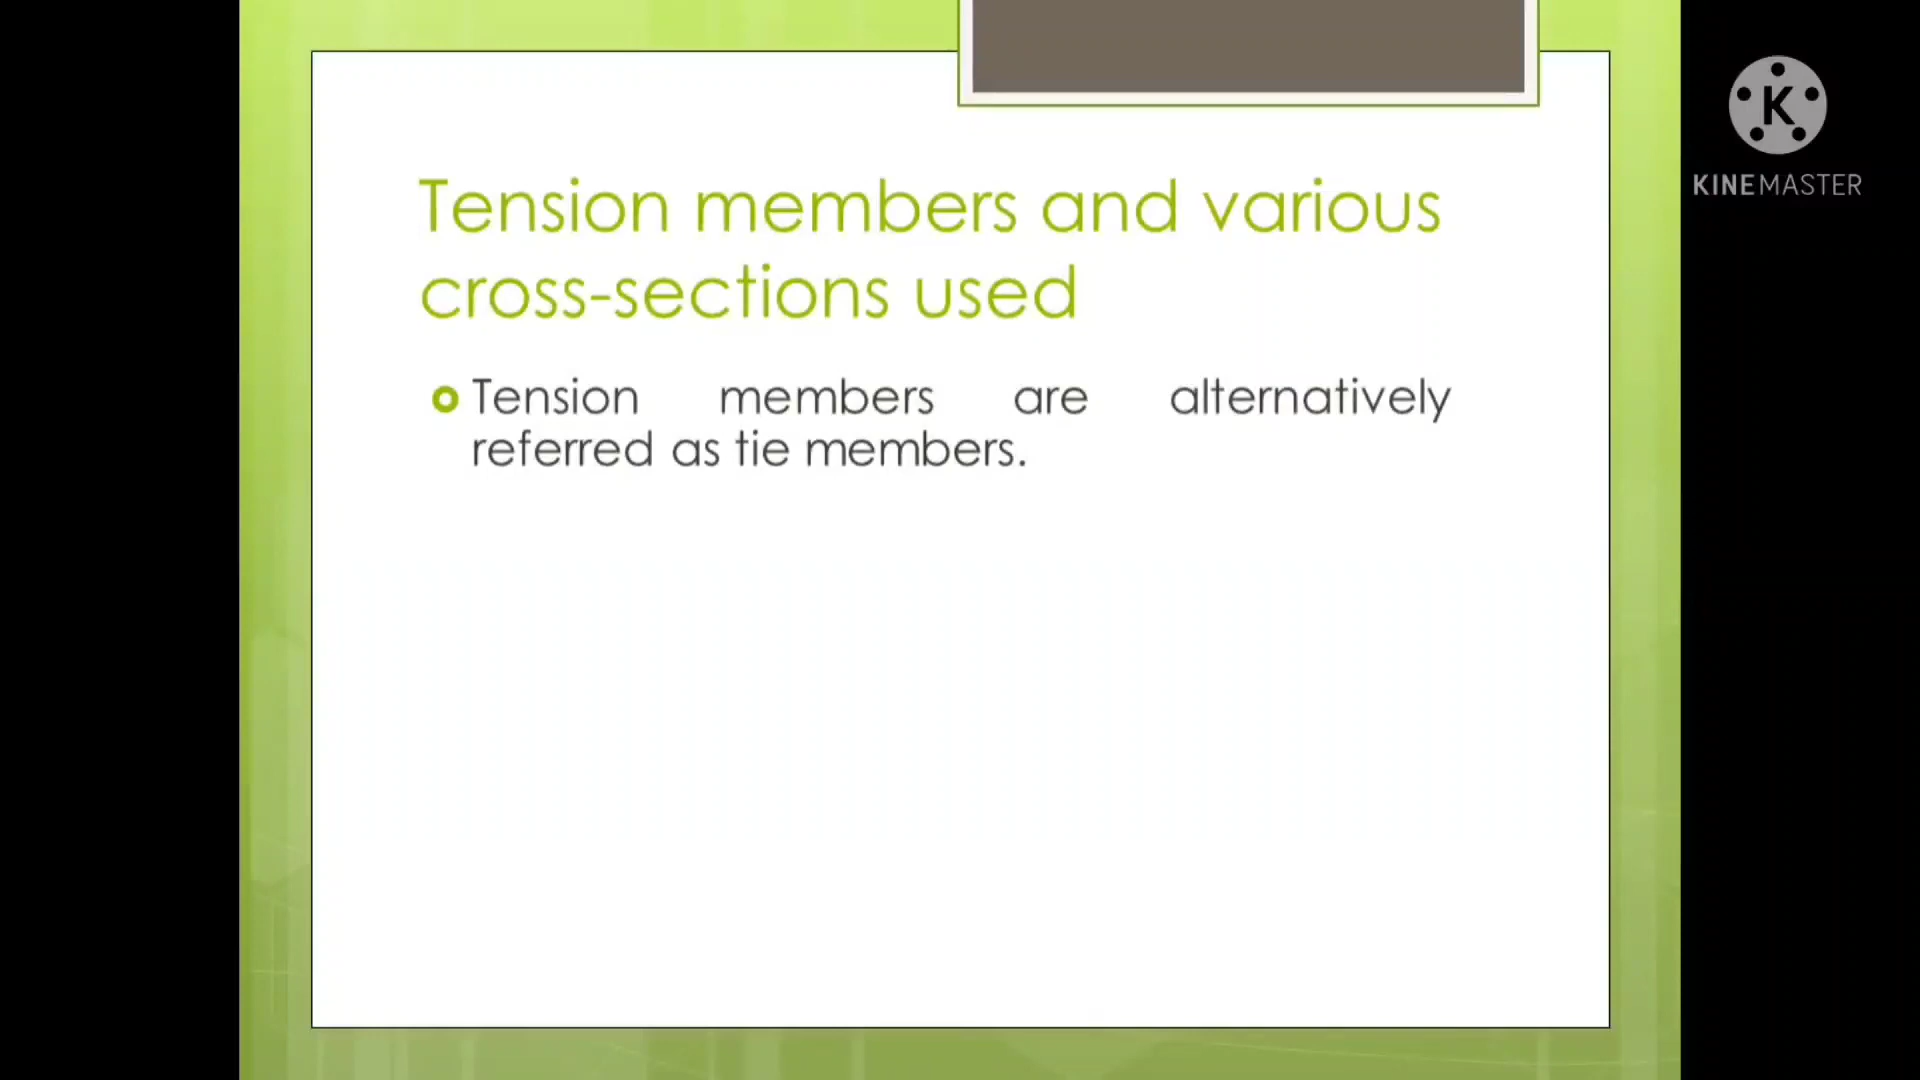 Tension members and various
cross-sections used
Tension members are alternatively
referred as tie members.
K
KINEMASTER